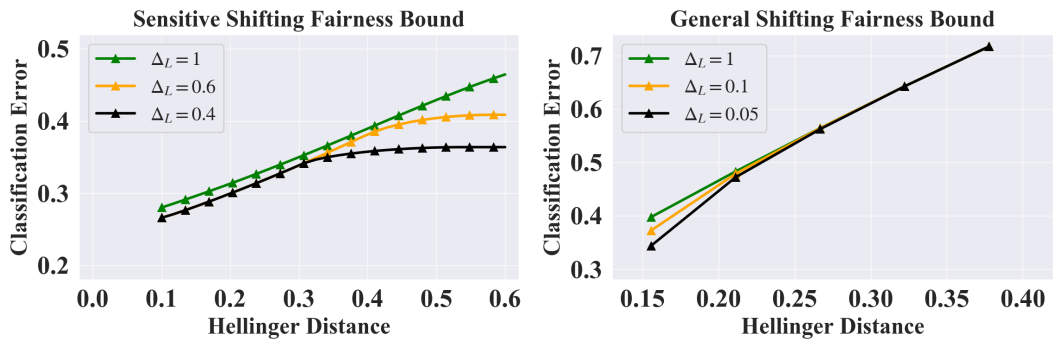 Sensitive Shifting Fairness Bound
Classification Error
0.5
0.4
0.3
0.2
Δ_L = 1
Δ_L = 0.6
Δ_L = 0.4
0.0 0.1 0.2 0.3 0.4 0.5 0.6
Hellinger Distance
General Shifting Fairness Bound
Classification Error
0.7
0.6
0.5
0.4
0.3
Δ_L = 1
Δ_L = 0.1
Δ_L = 0.05
0.15 0.20 0.25 0.30 0.35 0.40
Hellinger Distance